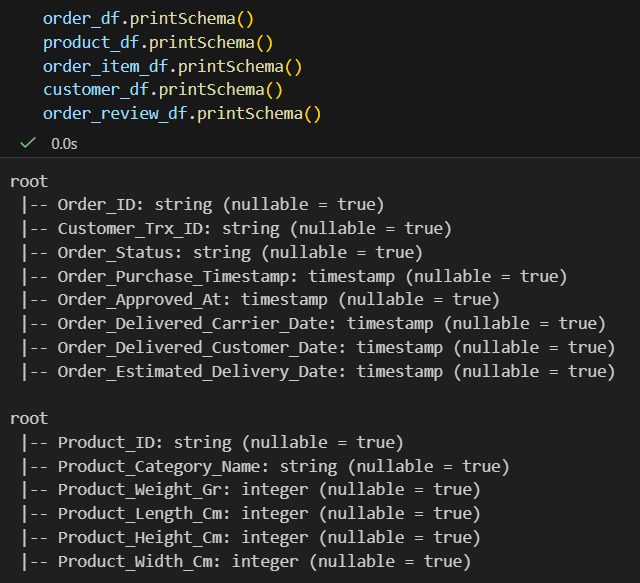 order_df.printSchema()
product_df.printSchema()
order_item_df.printSchema()
customer_df.printSchema()
order_review_df.printSchema()
0.0s
root
|-- Order_ID: string (nullable = true)
|-- Customer_Trx_ID: string (nullable = true)
|-- Order_Status: string (nullable = true)
|-- Order_Purchase_Timestamp: timestamp (nullable = true)
|-- Order_Approved_At: timestamp (nullable = true)
|-- Order_Delivered_Carrier_Date: timestamp (nullable = true)
|-- Order_Delivered_Customer_Date: timestamp (nullable = true)
|-- Order_Estimated_Delivery_Date: timestamp (nullable = true)
root
|-- Product_ID: string (nullable = true)
|-- Product_Category_Name: string (nullable = true)
|-- Product_Weight_Gr: integer (nullable = true)
|-- Product_Length_Cm: integer (nullable = true)
|-- Product_Height_Cm: integer (nullable = true)
|-- Product_Width_Cm: integer (nullable = true)